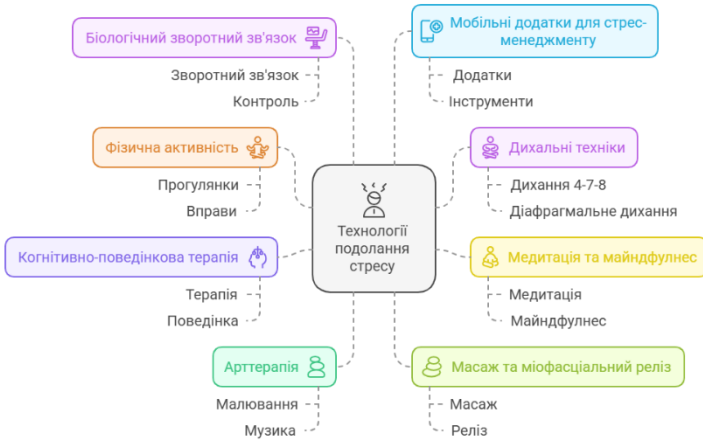 Біологічний зворотний зв'язок
Зворотний зв'язок
Контроль
Фізична активність
Прогулянки
Вправи
Когнітивно-поведінкова терапія
Терапія
Поведінка
Арттерапія
Малювання
Музика
Технології
подолання
стресу
Мобільні додатки для стрес-
менеджменту
Додатки
Інструменти
Дихальні техніки
Дихання 4-7-8
Діафрагмальне дихання
Медитація та майндфулнес
Медитація
Майндфулнес
Масаж та міофасціальний реліз
Масаж
Реліз